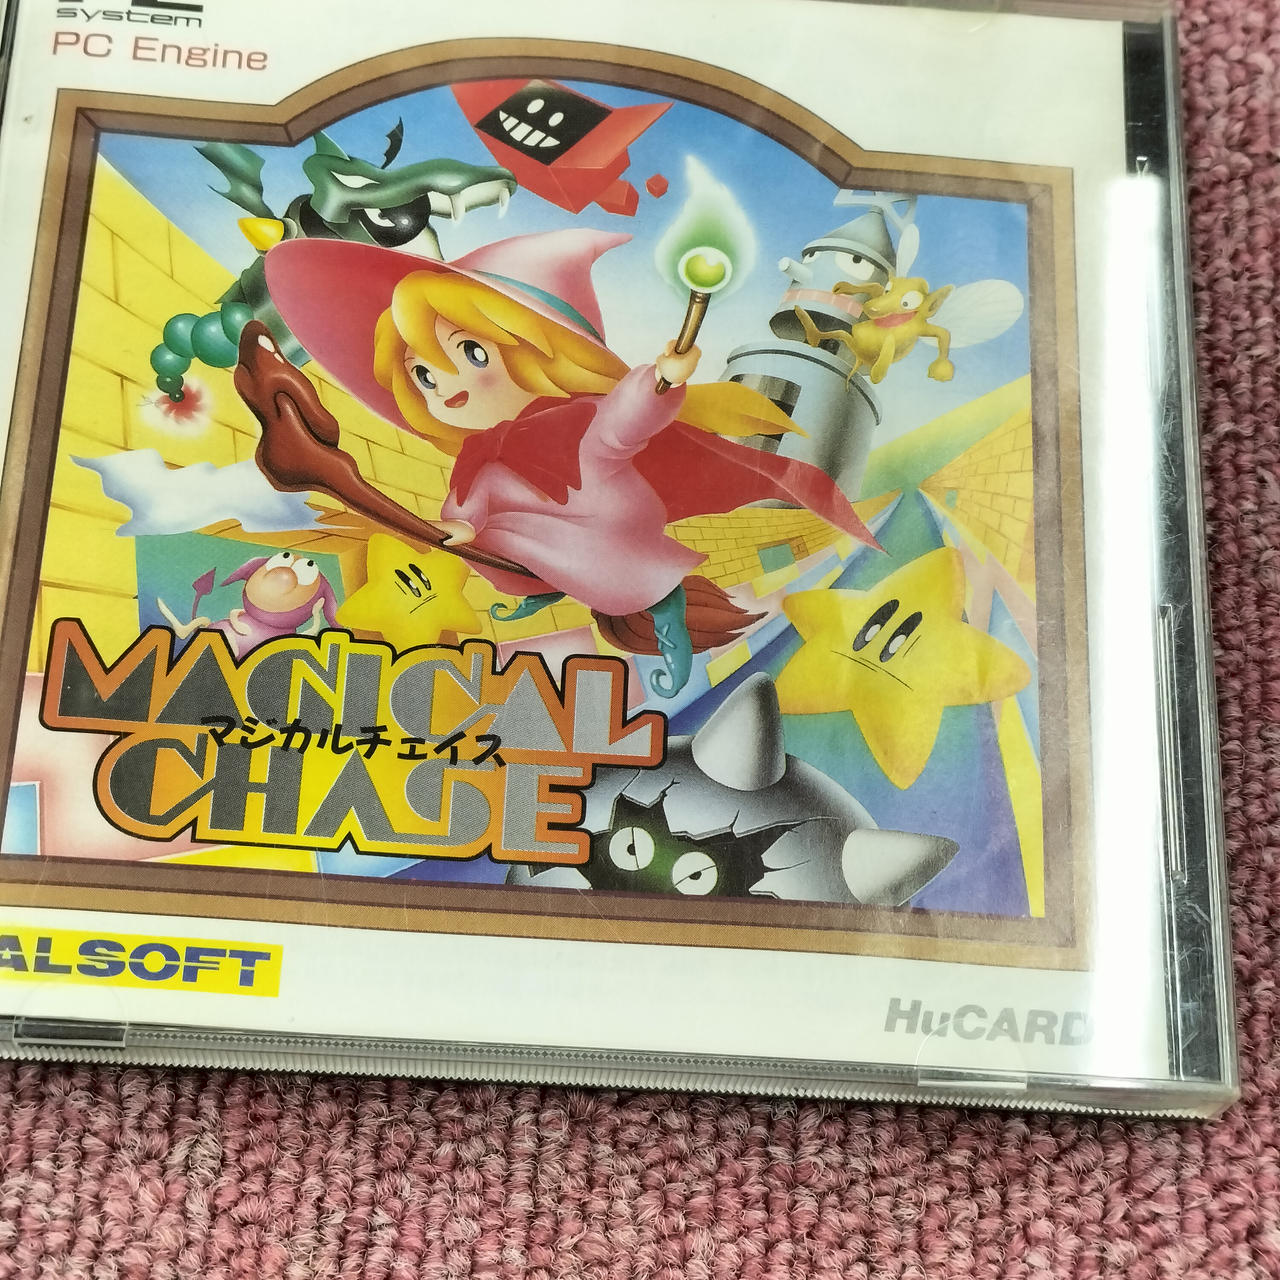 system
PC Engine
MAGICAL
マジカルチェイス
CHASE
ALSOFT
HuCARD